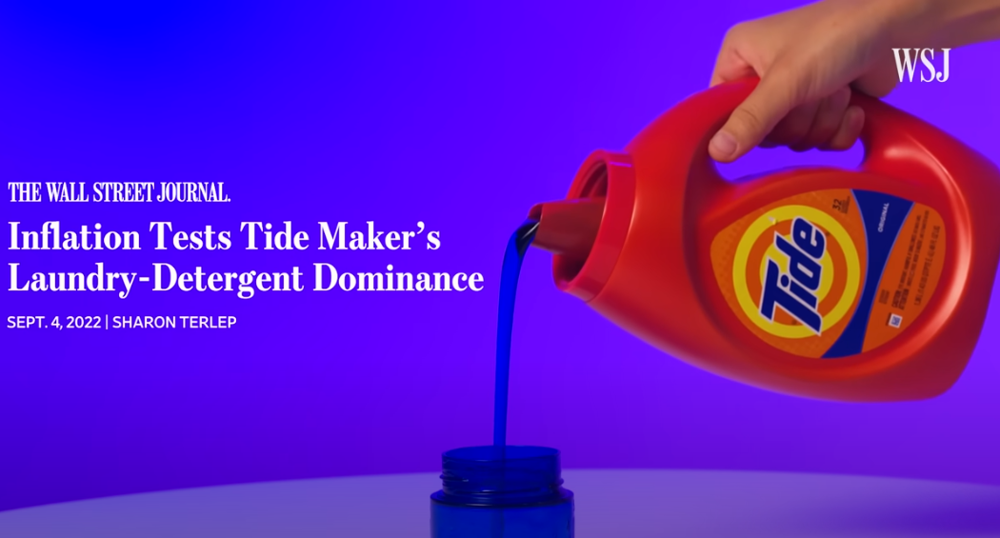 WSJ
THE WALL STREET JOURNAL.
Inflation Tests Tide Maker’s
Laundry-Detergent Dominance
SEPT. 4, 2022 | SHARON TERLEP
Tide
ORIGINAL
32